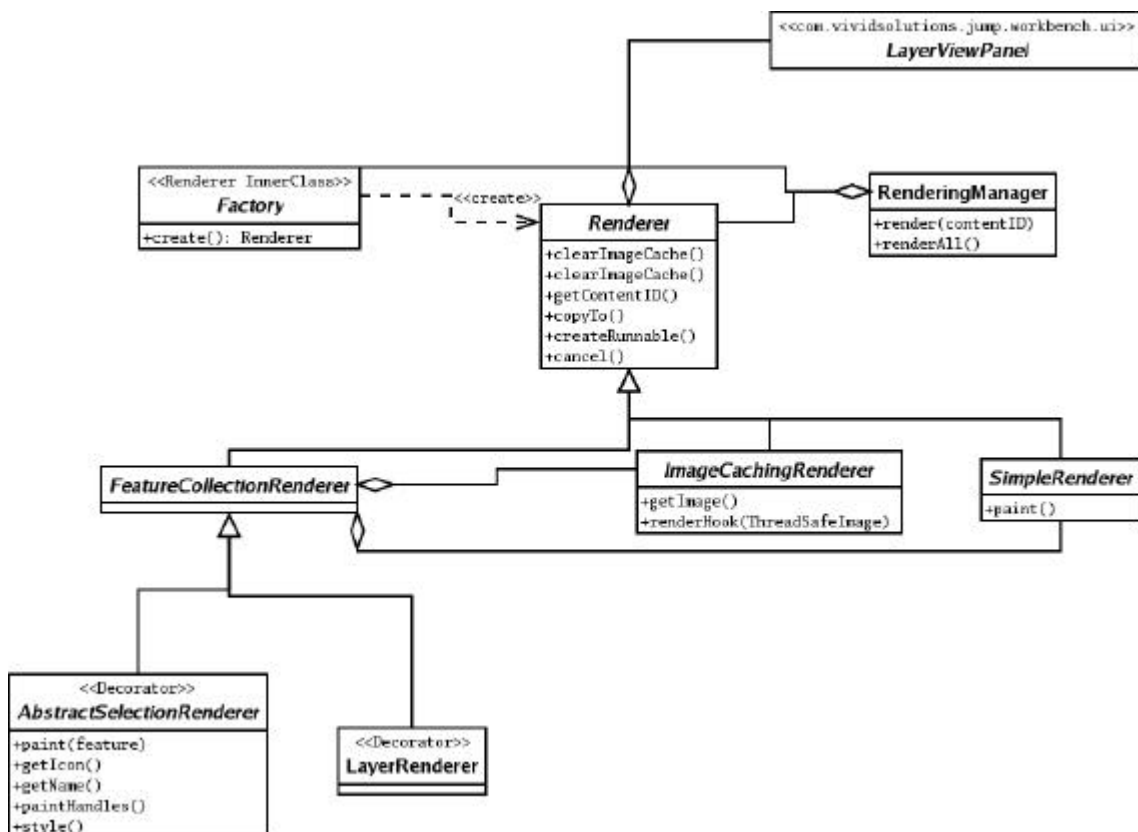 <<com.vividsolutions.jump.workbench.ui>>
LayerViewPanel
<<Renderer InnerClass>>
Factory
+create(): Renderer
<<create>>
Renderer
+clearImageCache()
+clearImageCache()
+getContentID()
+copyTo()
+createRunnable()
+cancel()
RenderingManager
+render(contentID)
+renderAll()
FeatureCollectionRenderer
ImageCachingRenderer
+getImage()
+renderHook(ThreadSafeImage)
SimpleRenderer
+paint()
<<Decorator>>
AbstractSelectionRenderer
+paint(feature)
+getIcon()
+getName()
+paintHandles()
+style()
<<Decorator>>
LayerRenderer